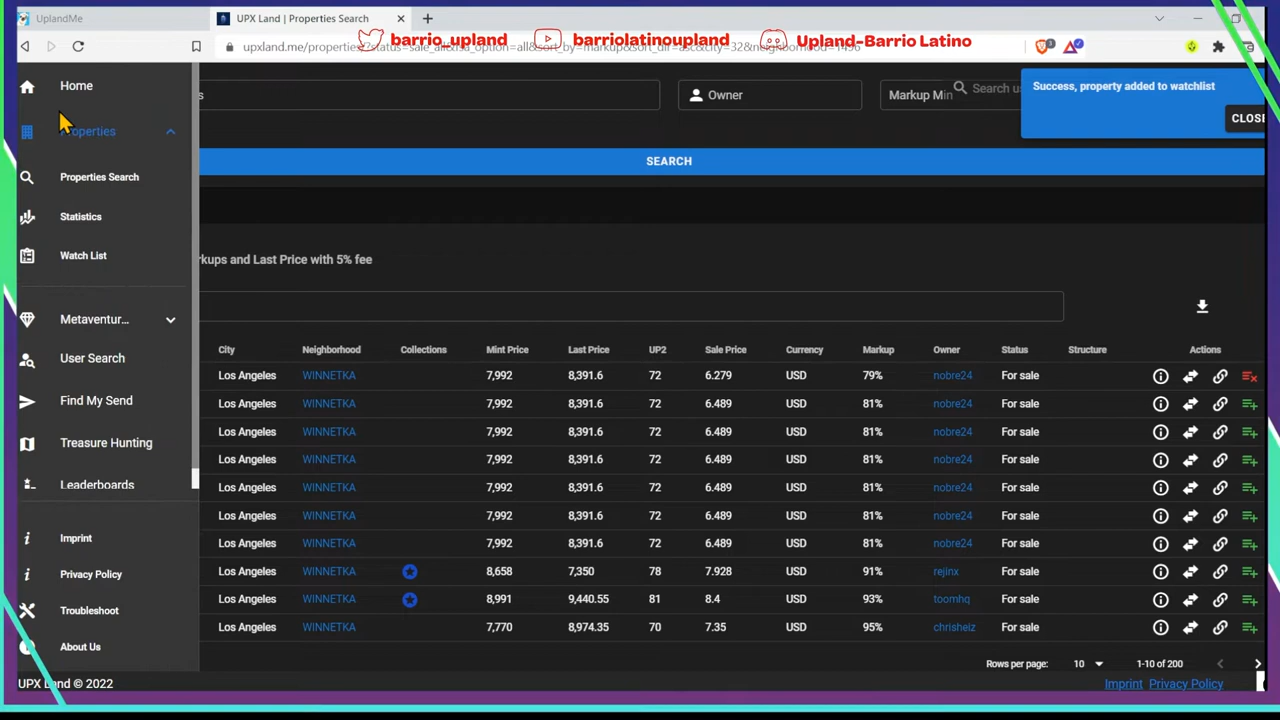 UplandMe
UPX Land | Properties Search
barrio_upland
barriolatinoupland
Upland-Barrio Latino
upxland.me/properties
Home
Properties
Properties Search
Statistics
Watch List
Metaventur...
User Search
Find My Send
Treasure Hunting
Leaderboards
Imprint
Privacy Policy
Troubleshoot
About Us
UPX Land © 2022
Owner
Markup Min
Search
Success, property added to watchlist
CLOSE
SEARCH
rkups and Last Price with 5% fee
City Neighborhood Collections Mint Price Last Price UP2 Sale Price Currency Markup Owner Status Structure Actions
Los Angeles WINNETKA 7,992 8,391.6 72 6.279 USD 79% nobre24 For sale
Los Angeles WINNETKA 7,992 8,391.6 72 6.489 USD 81% nobre24 For sale
Los Angeles WINNETKA 7,992 8,391.6 72 6.489 USD 81% nobre24 For sale
Los Angeles WINNETKA 7,992 8,391.6 72 6.489 USD 81% nobre24 For sale
Los Angeles WINNETKA 7,992 8,391.6 72 6.489 USD 81% nobre24 For sale
Los Angeles WINNETKA 7,992 8,391.6 72 6.489 USD 81% nobre24 For sale
Los Angeles WINNETKA 7,992 8,391.6 72 6.489 USD 81% nobre24 For sale
Los Angeles WINNETKA 8,658 7,350 78 7.928 USD 91% rejinx For sale
Los Angeles WINNETKA 8,991 9,440.55 81 8.4 USD 93% toomhq For sale
Los Angeles WINNETKA 7,770 8,974.35 70 7.35 USD 95% chrisheiz For sale
Rows per page: 10 1-10 of 200
Imprint Privacy Policy